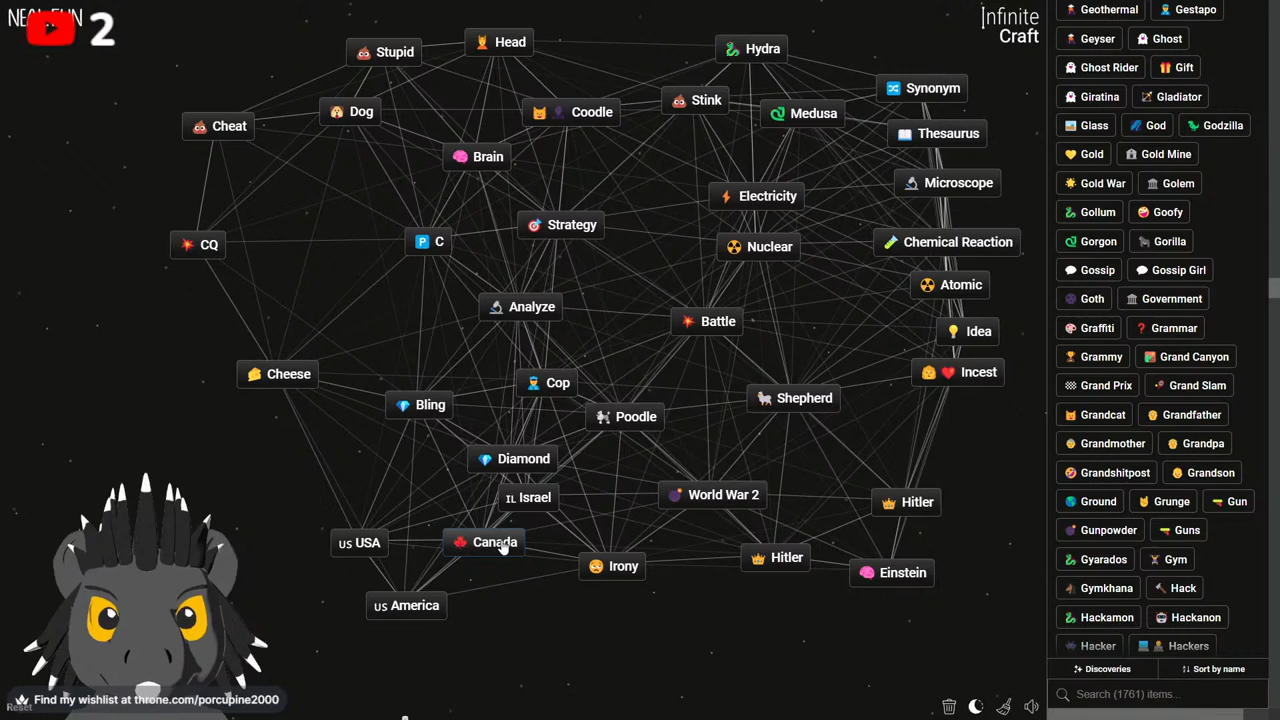 NEAL.FUN
2
Infinite
Craft
Stupid
Head
Hydra
Synonym
Dog
Coodle
Stink
Medusa
Cheat
Thesaurus
Brain
Microscope
Electricity
Strategy
CQ
C
Nuclear
Chemical Reaction
Atomic
Analyze
Battle
Idea
Cheese
Cop
Incest
Bling
Poodle
Shepherd
Diamond
IL Israel
World War 2
Hitler
US USA
Canada
Irony
Hitler
Einstein
US America
Find my wishlist at throne.com/porcupine2000
Reset
Geothermal Gestapo
Geyser Ghost
Ghost Rider Gift
Giratina Gladiator
Glass God Godzilla
Gold Gold Mine
Gold War Golem
Gollum Goofy
Gorgon Gorilla
Gossip Gossip Girl
Goth Government
Graffiti Grammar
Grammy Grand Canyon
Grand Prix Grand Slam
Grandcat Grandfather
Grandmother Grandpa
Grandshitpost Grandson
Ground Grunge Gun
Gunpowder Guns
Gyarados Gym
Gymkhana Hack
Hackamon Hackanon
Hacker Hackers
Discoveries Sort by name
Search (1761) items...